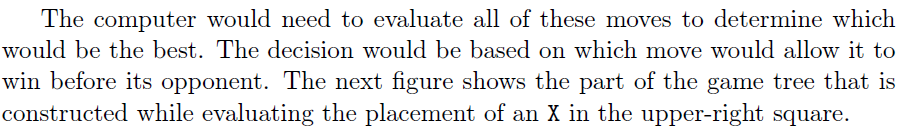 The computer would need to evaluate all of these moves to determine which
would be the best. The decision would be based on which move would allow it to
win before its opponent. The next figure shows the part of the game tree that is
constructed while evaluating the placement of an X in the upper-right square.